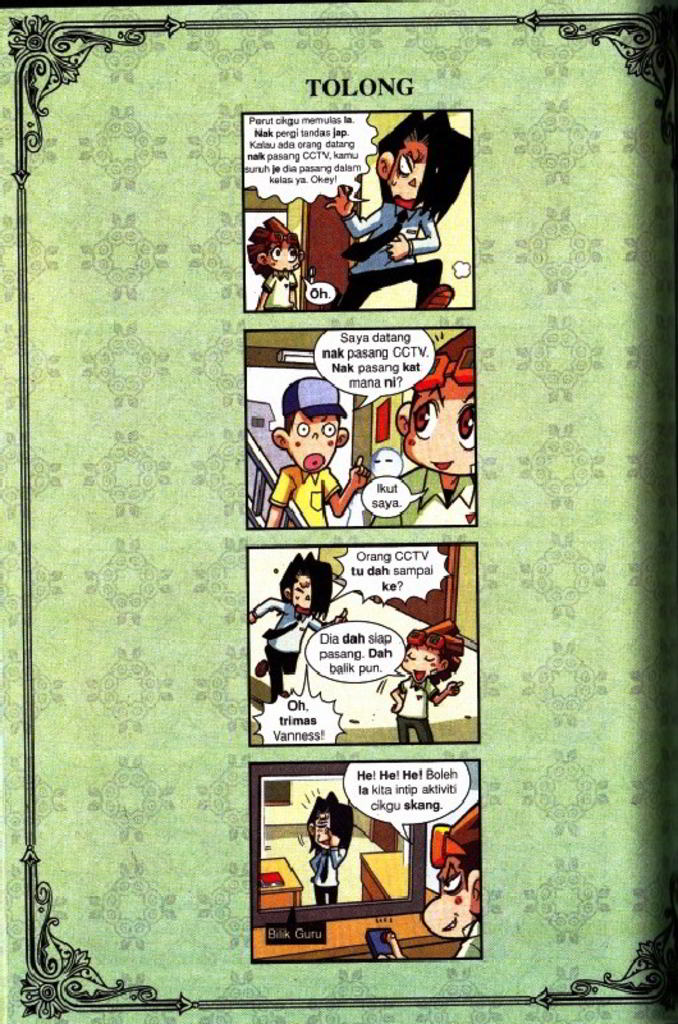 TOLONG
Perut cikgu memulas la.
Nak pergi tandas jap.
Kalau ada orang datang
nak pasang CCTV, kamu
suruh je dia pasang dalam
kelas ya. Okey!
Oh.
Saya datang
nak pasang CCTV.
Nak pasang kat
mana ni?
Ikut
saya.
Orang CCTV
tu dah sampai
ke?
Dia dah siap
pasang. Dah
balik pun.
Oh,
trimas
Vanness!!
He! He! He! Boleh
la kita intip aktiviti
cikgu skang.
Bilik Guru